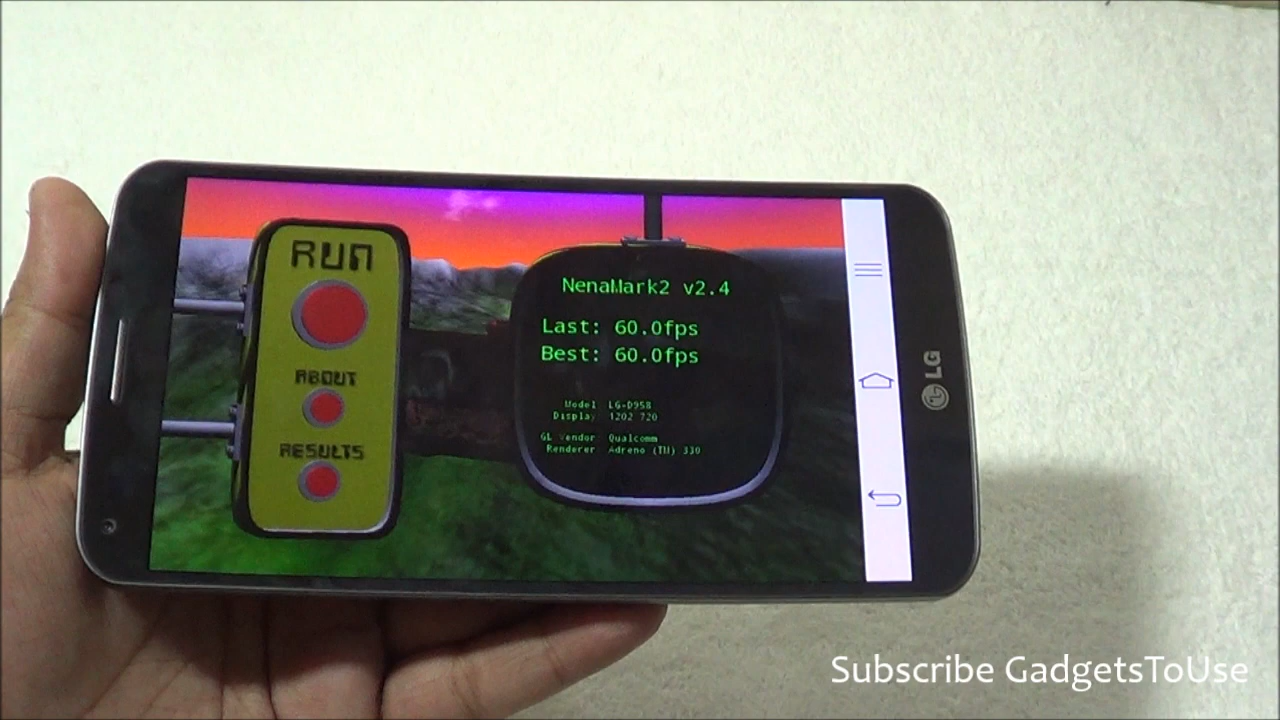 RUN
ABOUT
RESULTS
NenaMark2 v2.4
Last: 60.0fps
Best: 60.0fps
Model LG-D958
Display 1202 720
GL Vendor Qualcomm
Renderer Adreno (TM) 330
LG
Subscribe GadgetsToUse